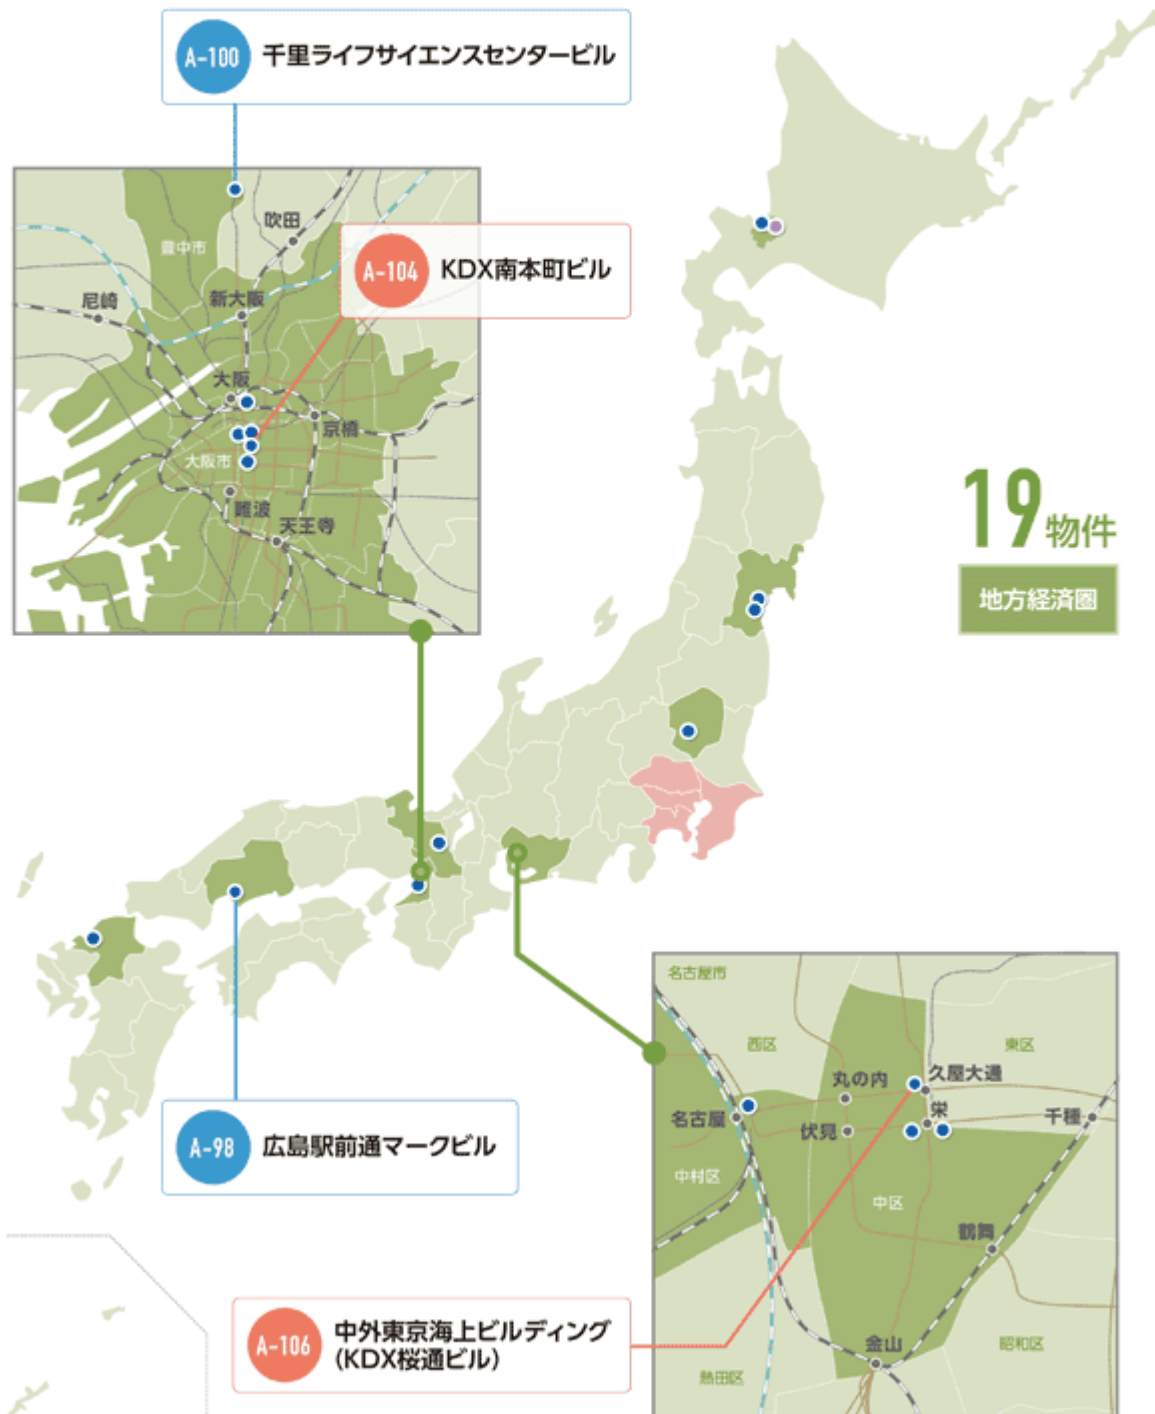 A-100 千里ライフサイエンスセンタービル
吹田
豊中市
A-104 KDX南本町ビル
尼崎
新大阪
大阪
京橋
大阪市
難波
天王寺
19物件
地方経済圏
名古屋市
西区
東区
丸の内
久屋大通
名古屋
伏見
栄
千種
中村区
中区
鶴舞
A-98 広島駅前通マークビル
A-106 中外東京海上ビルディング
(KDX桜通ビル)
金山
昭和区
熱田区